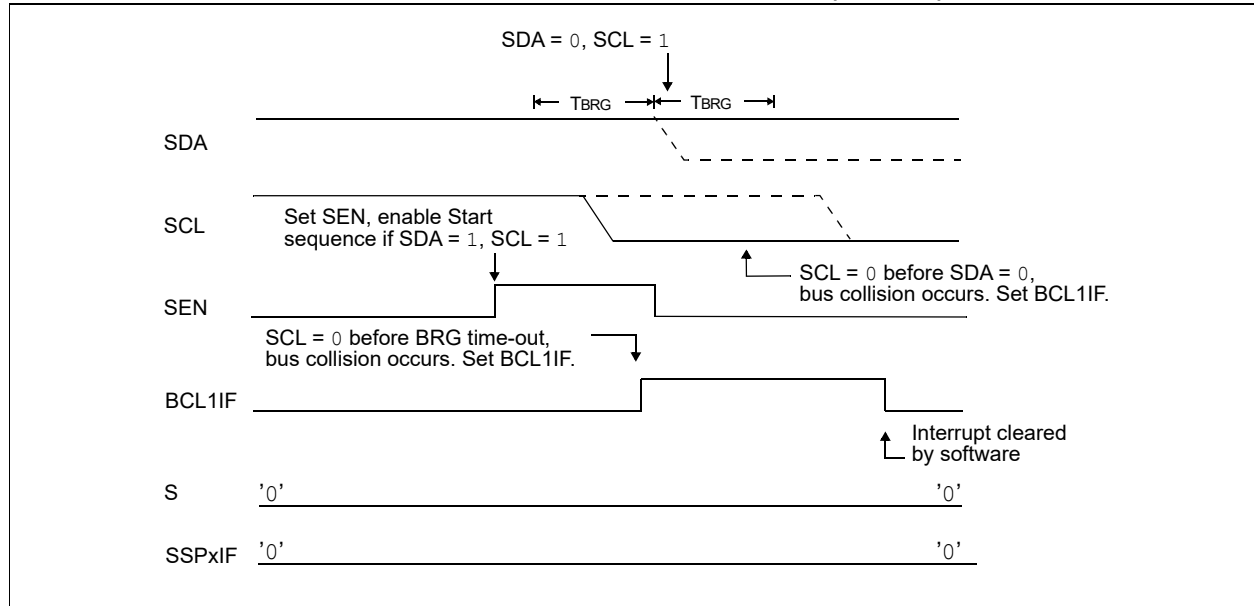 SDA = 0, SCL = 1
TBRG TBRG
SDA
SCL
Set SEN, enable Start
sequence if SDA = 1, SCL = 1
SCL = 0 before SDA = 0,
bus collision occurs. Set BCL1IF.
SEN
SCL = 0 before BRG time-out,
bus collision occurs. Set BCL1IF.
BCL1IF
Interrupt cleared
by software
S '0' '0'
SSPxIF '0' '0'